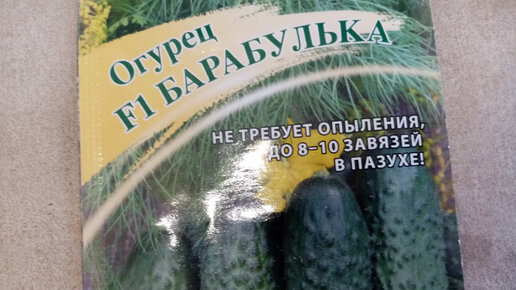 Огурец
F1 БАРАБУЛЬКА
НЕ ТРЕБУЕТ ОПЫЛЕНИЯ,
ДО 8–10 ЗАВЯЗЕЙ
В ПАЗУХЕ!